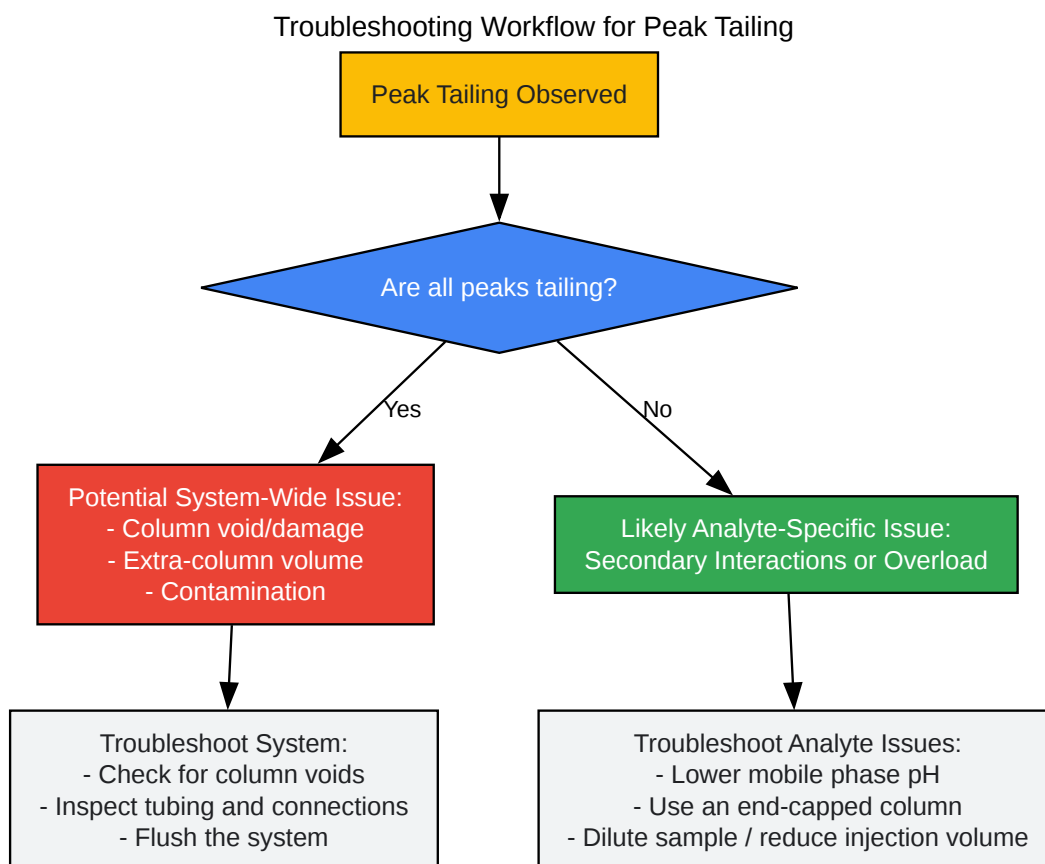 Troubleshooting Workflow for Peak Tailing
Peak Tailing Observed
Are all peaks tailing?
Yes
No
Potential System-Wide Issue:
- Column void/damage
- Extra-column volume
- Contamination
Likely Analyte-Specific Issue:
Secondary Interactions or Overload
Troubleshoot System:
- Check for column voids
- Inspect tubing and connections
- Flush the system
Troubleshoot Analyte Issues:
- Lower mobile phase pH
- Use an end-capped column
- Dilute sample / reduce injection volume